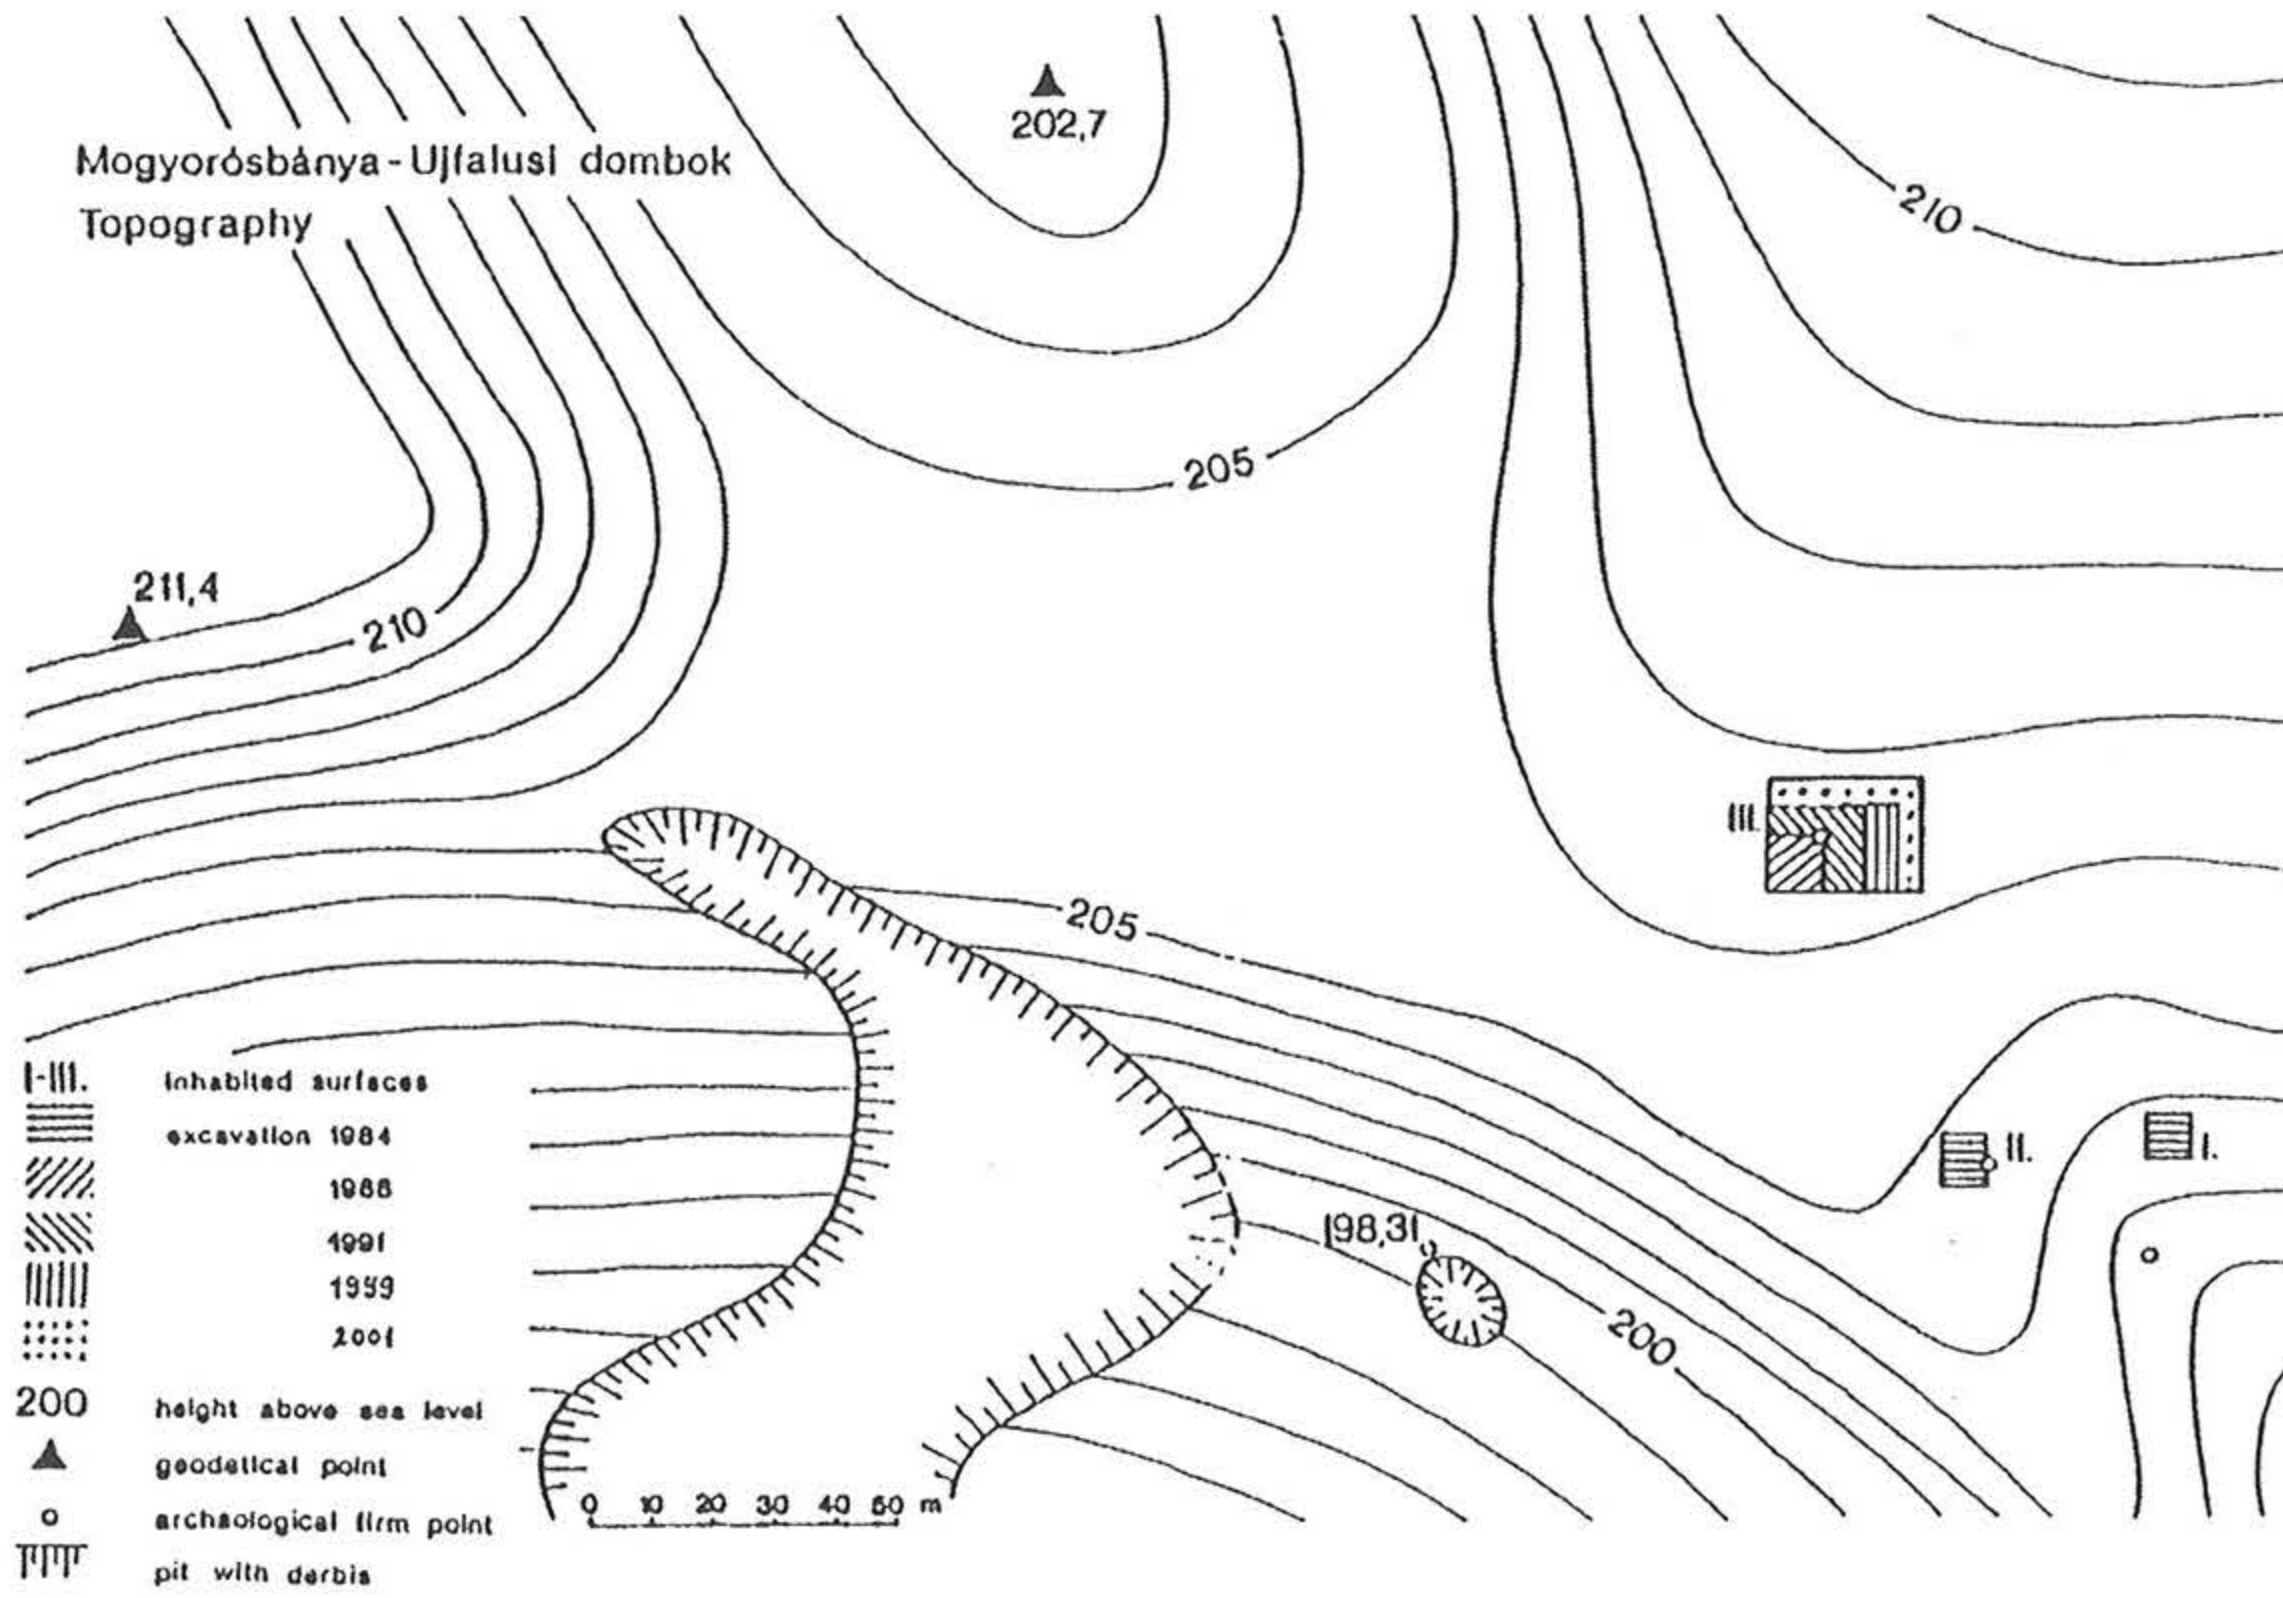 202,7
Mogyorósbánya-Ujfalusi dombok
Topography
210
205
211,4
210
III.
205
I-III. inhabited surfaces
excavation 1984
1988
1991
1999
2001
200 height above sea level
geodetical point
archaological firm point
pit with derbis
II.
I.
198,31
200
0 10 20 30 40 50 m